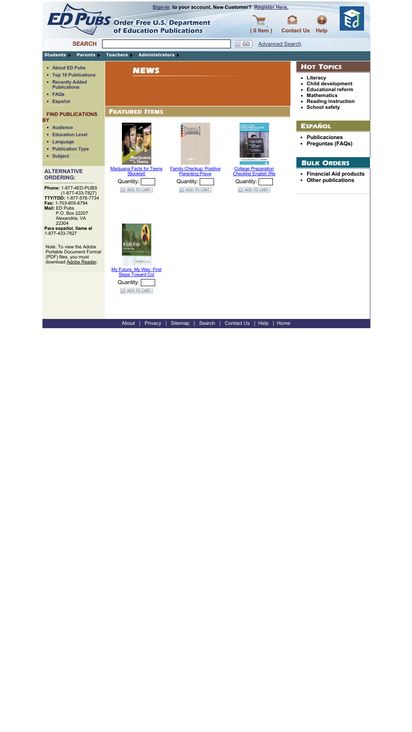 Sign-in to your account, New Customer? Register Here.
ED PUBS Order Free U.S. Department
of Education Publications
( 0 Item ) Contact Us Help
SEARCH GO Advanced Search
Students Parents Teachers Administrators
About ED Pubs
Top 10 Publications
Recently Added
Publications
FAQs
Español
FIND PUBLICATIONS
BY
Audience
Education Level
Language
Publication Type
Subject
ALTERNATIVE
ORDERING:
Phone: 1-877-4ED-PUBS
(1-877-433-7827)
TTY/TDD: 1-877-576-7734
Fax: 1-703-605-6794
Mail: ED Pubs
P.O. Box 22207
Alexandria, VA
22304
Para español, llame al
1-877-433-7827
Note: To view the Adobe
Portable Document Format
(PDF) files, you must
download Adobe Reader.
NEWS
FEATURED ITEMS
Marijuana Facts for Teens
[Booklet]
Quantity:
ADD TO CART
Family Checkup: Positive
Parenting Preve
Quantity:
ADD TO CART
College Preparation
Checklist English [Re
Quantity:
ADD TO CART
My Future, My Way: First
Steps Toward Col
Quantity:
ADD TO CART
HOT TOPICS
Literacy
Child development
Educational reform
Mathematics
Reading instruction
School safety
ESPAÑOL
Publicaciones
Preguntas (FAQs)
BULK ORDERS
Financial Aid products
Other publications
About | Privacy | Sitemap | Search | Contact Us | Help | Home